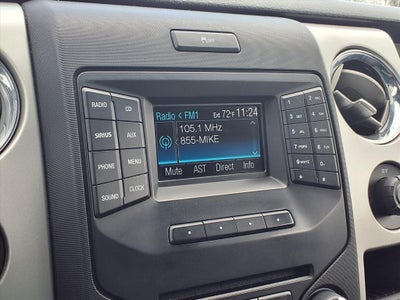 Radio < FM1 Ext 72°F 11:24
105.1 MHz
855-MIKE
Mute AST Direct Info
RADIO CD
SIRIUS AUX
PHONE MENU
SOUND CLOCK